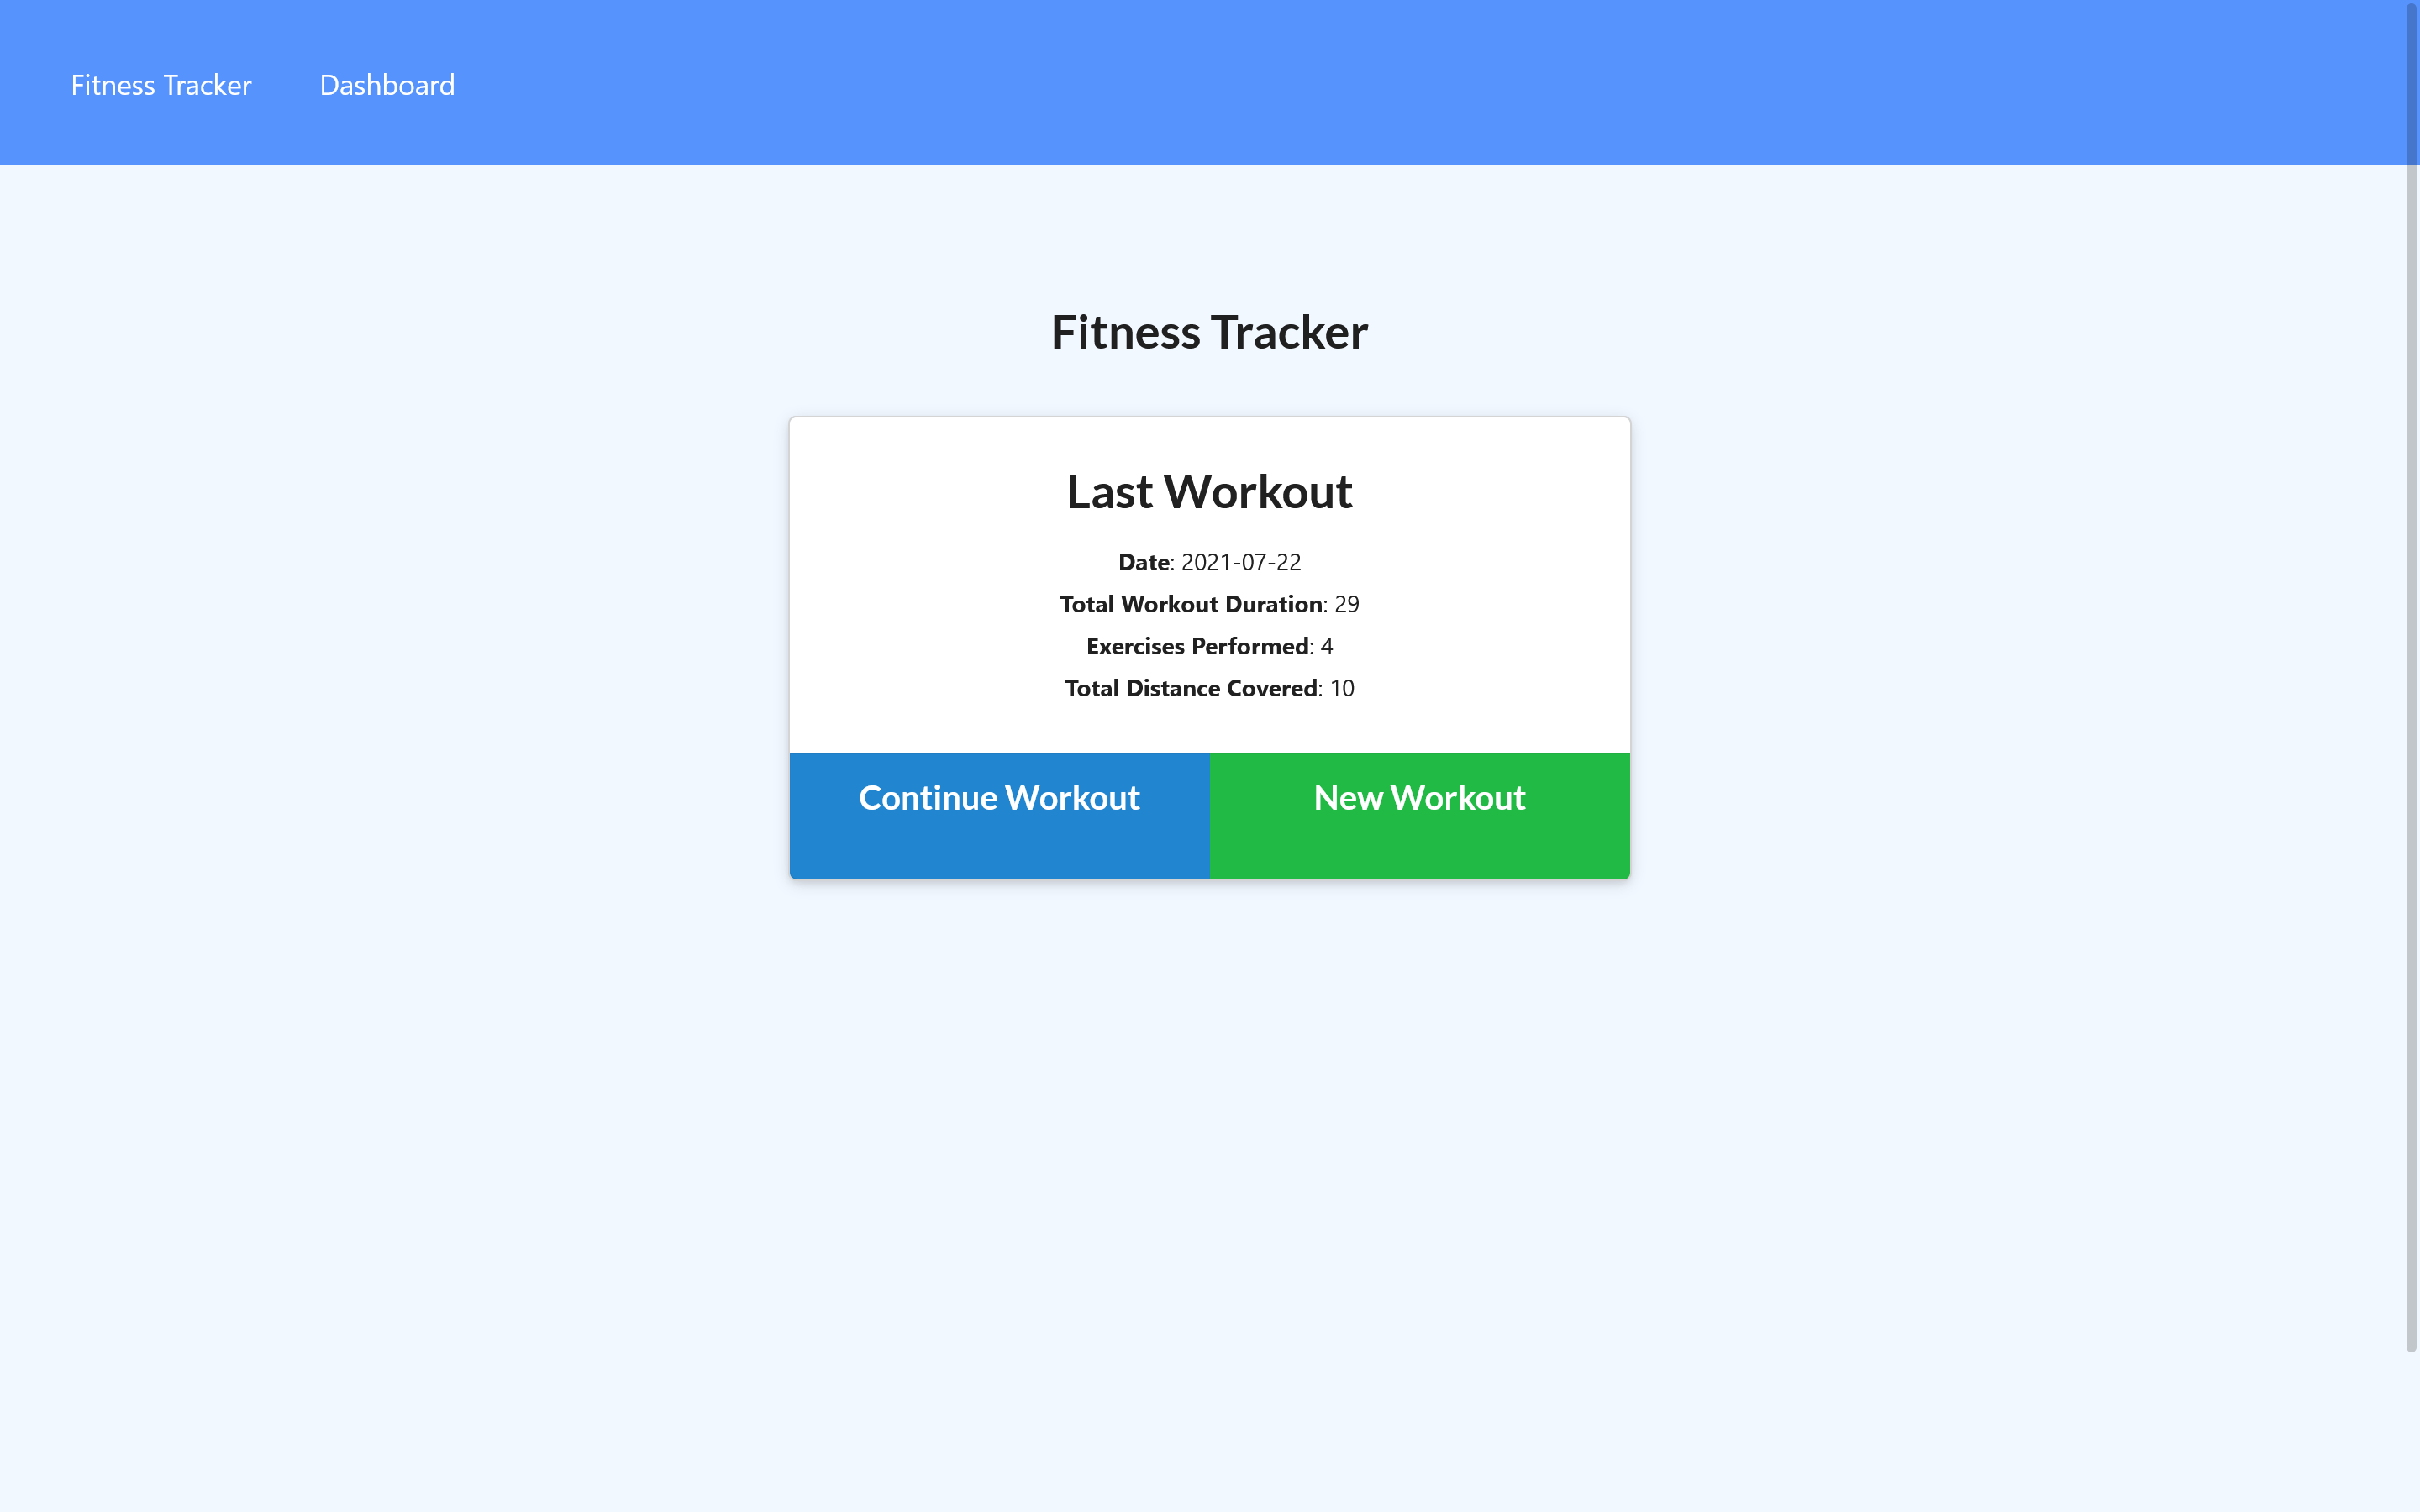 Fitness Tracker Dashboard
Fitness Tracker
Last Workout
Date: 2021-07-22
Total Workout Duration: 29
Exercises Performed: 4
Total Distance Covered: 10
Continue Workout New Workout